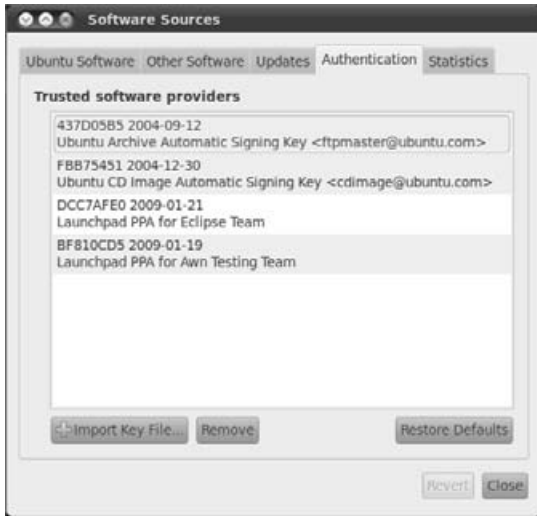 Software Sources
Ubuntu Software Other Software Updates Authentication Statistics
Trusted software providers
437D05B5 2004-09-12
Ubuntu Archive Automatic Signing Key <ftpmaster@ubuntu.com>
FBB75451 2004-12-30
Ubuntu CD Image Automatic Signing Key <cdimage@ubuntu.com>
DCC7AFE0 2009-01-21
Launchpad PPA for Eclipse Team
BF810CD5 2009-01-19
Launchpad PPA for Awn Testing Team
Import Key File... Remove Restore Defaults
Revert Close